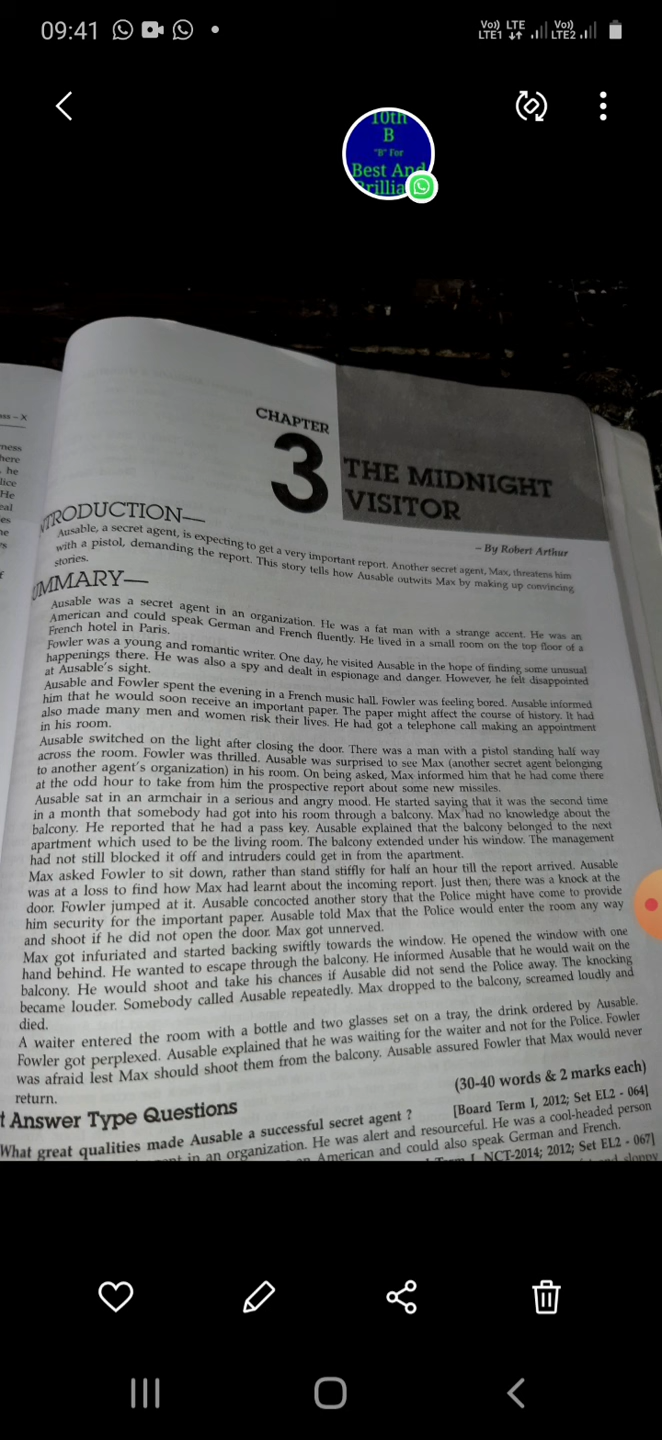 09:41
Vo)) LTE Vo))
LTE1 LTE2
10th
B
"B" For
Best And
Brillia
ass – X
ness
here
he
lice
He
eal
es
ne
CHAPTER
3
THE MIDNIGHT
VISITOR
– By Robert Arthur
NTRODUCTION—
Ausable, a secret agent, is expecting to get a very important report. Another secret agent, Max, threatens him
with a pistol, demanding the report. This story tells how Ausable outwits Max by making up convincing
stories.
UMMARY—
Ausable was a secret agent in an organization. He was a fat man with a strange accent. He was an
American and could speak German and French fluently. He lived in a small room on the top floor of a
French hotel in Paris.
Fowler was a young and romantic writer. One day, he visited Ausable in the hope of finding some unusual
happenings there. He was also a spy and dealt in espionage and danger. However, he felt disappointed
at Ausable's sight.
Ausable and Fowler spent the evening in a French music hall. Fowler was feeling bored. Ausable informed
him that he would soon receive an important paper. The paper might affect the course of history. It had
also made many men and women risk their lives. He had got a telephone call making an appointment
in his room.
Ausable switched on the light after closing the door. There was a man with a pistol standing half way
across the room. Fowler was thrilled. Ausable was surprised to see Max (another secret agent belonging
to another agent's organization) in his room. On being asked, Max informed him that he had come there
at the odd hour to take from him the prospective report about some new missiles.
Ausable sat in an armchair in a serious and angry mood. He started saying that it was the second time
in a month that somebody had got into his room through a balcony. Max had no knowledge about the
balcony. He reported that he had a pass key. Ausable explained that the balcony belonged to the next
apartment which used to be the living room. The balcony extended under his window. The management
had not still blocked it off and intruders could get in from the apartment.
Max asked Fowler to sit down, rather than stand stiffly for half an hour till the report arrived. Ausable
was at a loss to find how Max had learnt about the incoming report. Just then, there was a knock at the
door. Fowler jumped at it. Ausable concocted another story that the Police might have come to provide
him security for the important paper. Ausable told Max that the Police would enter the room any way
and shoot if he did not open the door. Max got unnerved.
Max got infuriated and started backing swiftly towards the window. He opened the window with one
hand behind. He wanted to escape through the balcony. He informed Ausable that he would wait on the
balcony. He would shoot and take his chances if Ausable did not send the Police away. The knocking
became louder. Somebody called Ausable repeatedly. Max dropped to the balcony, screamed loudly and
died.
A waiter entered the room with a bottle and two glasses set on a tray, the drink ordered by Ausable.
Fowler got perplexed. Ausable explained that he was waiting for the waiter and not for the Police. Fowler
was afraid lest Max should shoot them from the balcony. Ausable assured Fowler that Max would never
return.
(30-40 words & 2 marks each)
t Answer Type Questions
What great qualities made Ausable a successful secret agent ? [Board Term I, 2012; Set EL2 - 064]
in an organization. He was alert and resourceful. He was a cool-headed person
American and could also speak German and French.
I, NCT-2014; 2012; Set EL2 - 067]